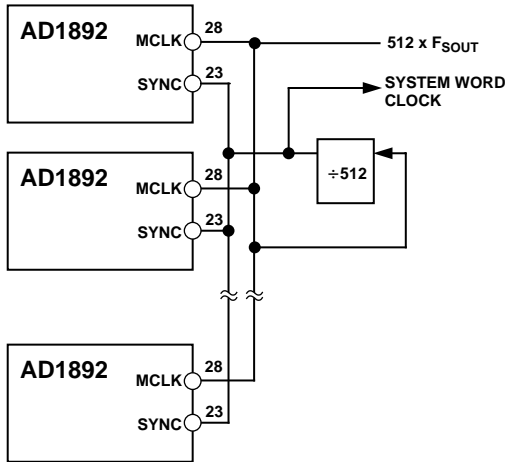 AD1892
MCLK 28
SYNC 23
512 x FSOUT
SYSTEM WORD
CLOCK
÷512
AD1892
MCLK 28
SYNC 23
AD1892
MCLK 28
SYNC 23